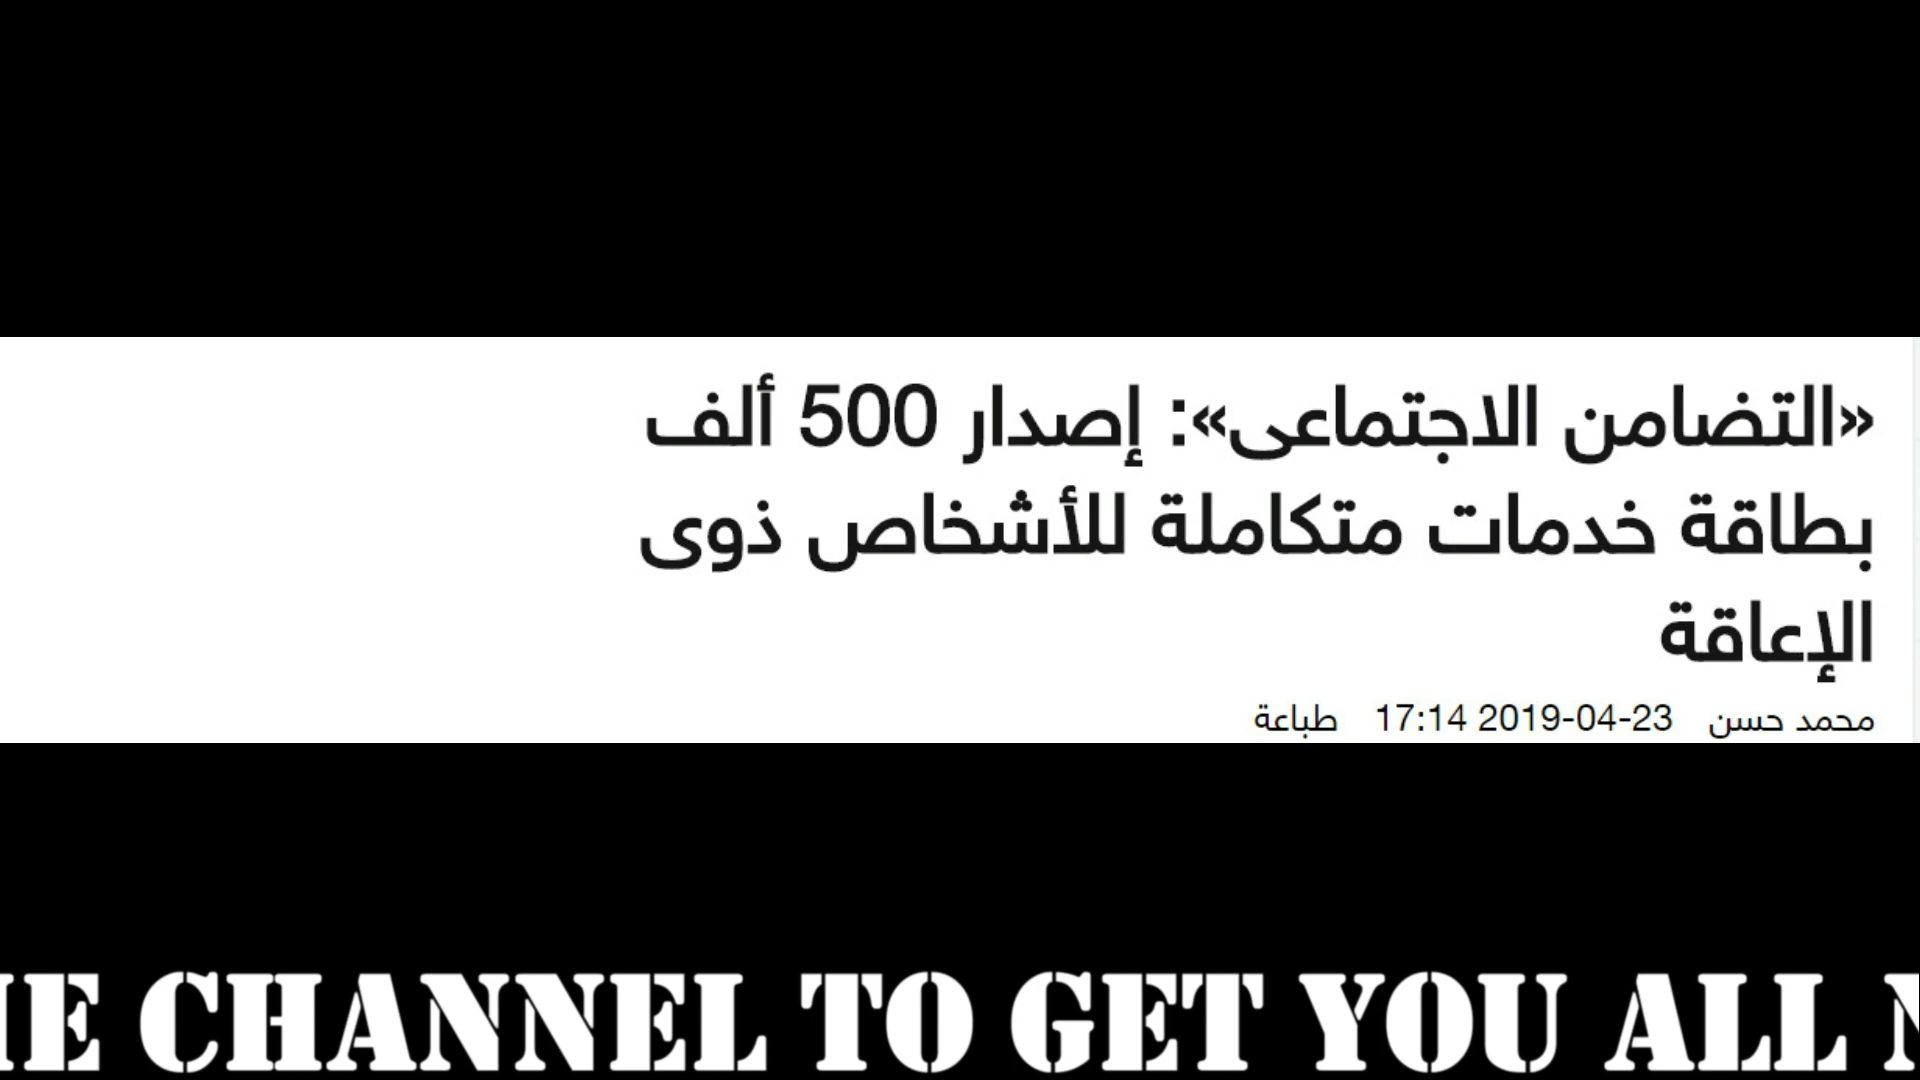 «التضامن الاجتماعى»: إصدار 500 ألف
بطاقة خدمات متكاملة للأشخاص ذوى
الإعاقة
محمد حسن 2019-04-23 17:14 طباعة
CHANNEL TO GET YOU ALL